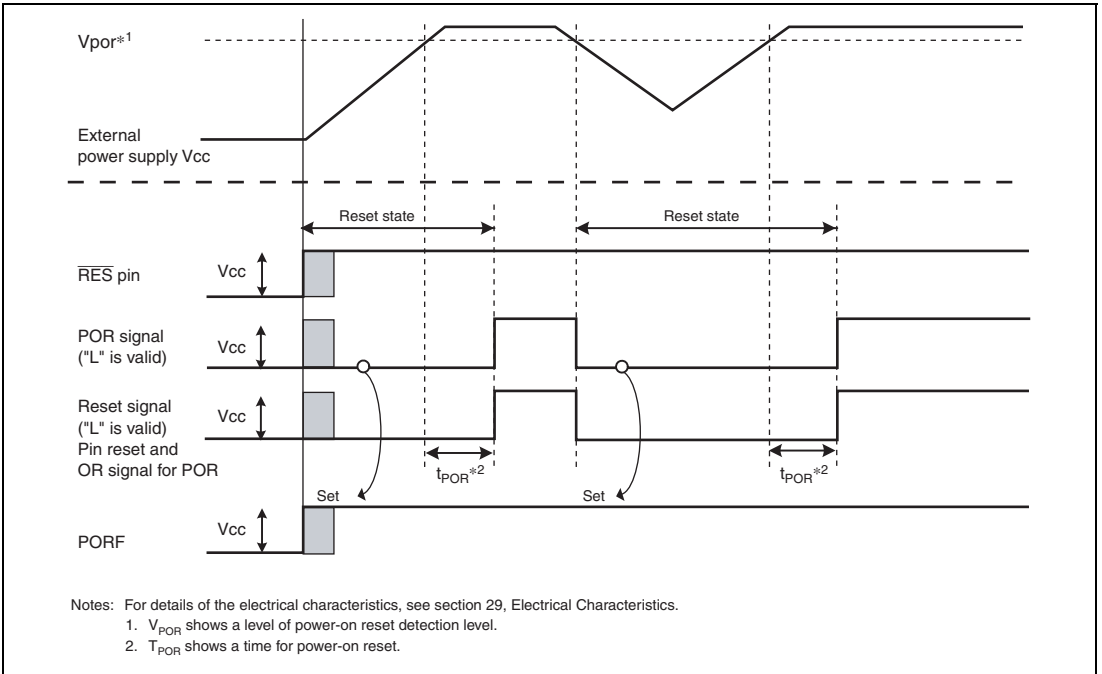 Vpor*1
External
power supply Vcc
Reset state
Reset state
RES pin
Vcc
POR signal
("L" is valid)
Vcc
Reset signal
("L" is valid)
Pin reset and
OR signal for POR
Vcc
tPOR*2
tPOR*2
Set
Set
PORF
Vcc
Notes: For details of the electrical characteristics, see section 29, Electrical Characteristics.
1. VPOR shows a level of power-on reset detection level.
2. TPOR shows a time for power-on reset.